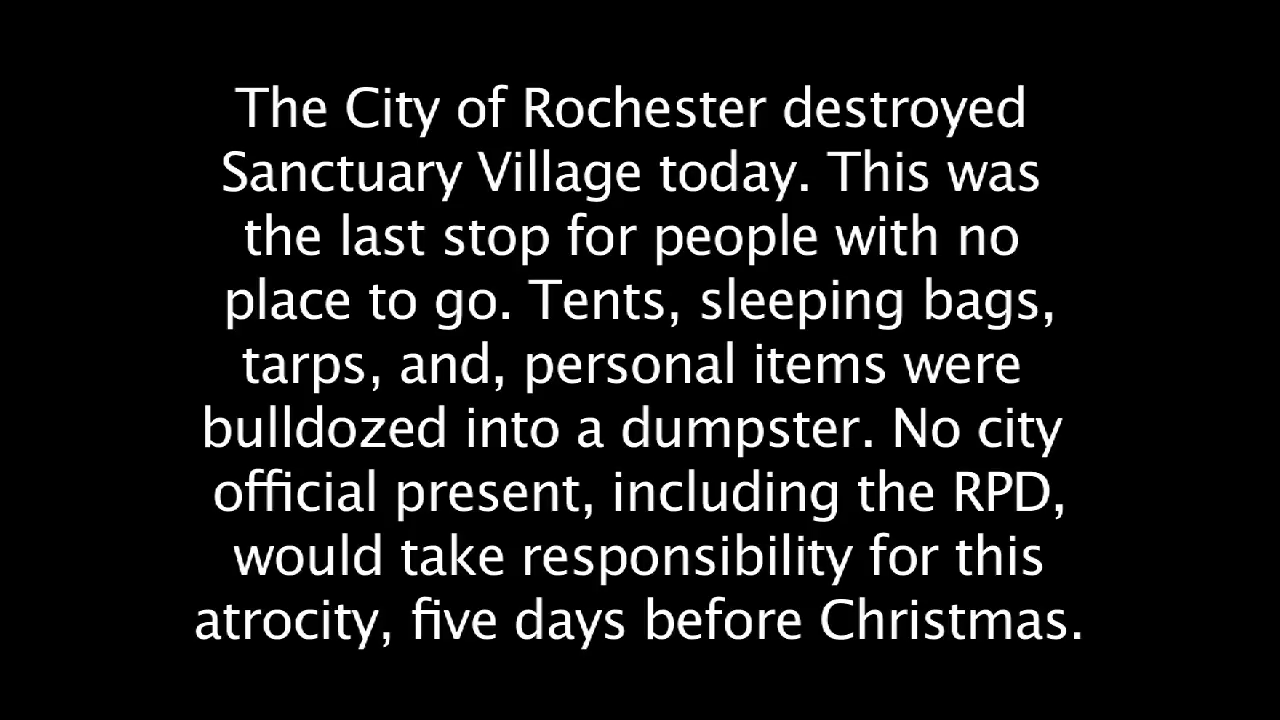 The City of Rochester destroyed
Sanctuary Village today. This was
the last stop for people with no
place to go. Tents, sleeping bags,
tarps, and, personal items were
bulldozed into a dumpster. No city
official present, including the RPD,
would take responsibility for this
atrocity, five days before Christmas.